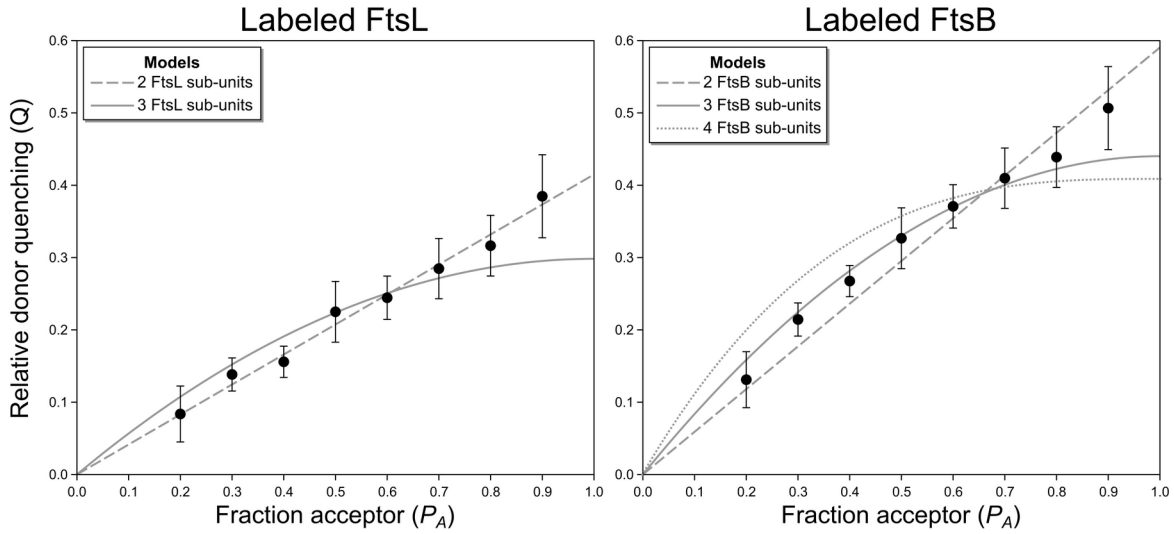 Labeled FtsL
Labeled FtsB
Relative donor quenching (Q)
0.6
0.5
0.4
0.3
0.2
0.1
0.0
Models
2 FtsL sub-units
3 FtsL sub-units
0.0 0.1 0.2 0.3 0.4 0.5 0.6 0.7 0.8 0.9 1.0
Fraction acceptor (P_A)
0.6
0.5
0.4
0.3
0.2
0.1
0.0
Models
2 FtsB sub-units
3 FtsB sub-units
4 FtsB sub-units
0.0 0.1 0.2 0.3 0.4 0.5 0.6 0.7 0.8 0.9 1.0
Fraction acceptor (P_A)